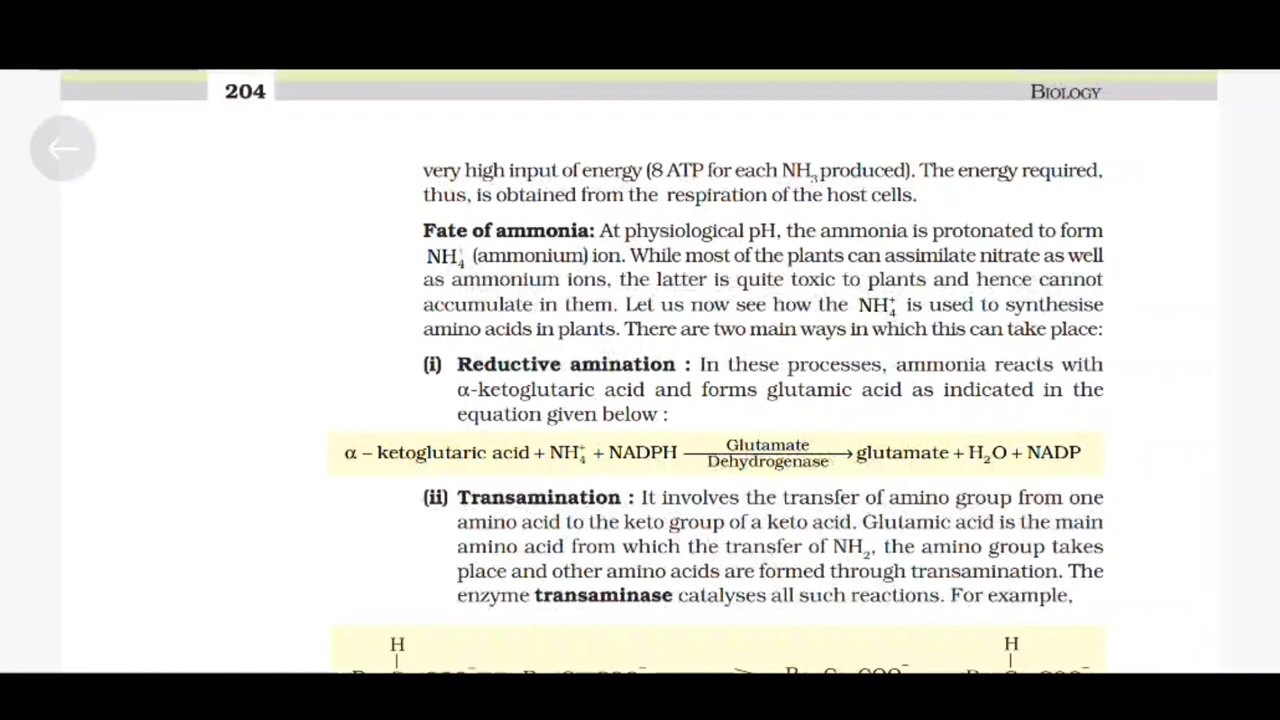 204
BIOLOGY
very high input of energy (8 ATP for each NH₃ produced). The energy required,
thus, is obtained from the respiration of the host cells.
Fate of ammonia: At physiological pH, the ammonia is protonated to form
NH₄⁺ (ammonium) ion. While most of the plants can assimilate nitrate as well
as ammonium ions, the latter is quite toxic to plants and hence cannot
accumulate in them. Let us now see how the NH₄⁺ is used to synthesise
amino acids in plants. There are two main ways in which this can take place:
(i) Reductive amination : In these processes, ammonia reacts with
α-ketoglutaric acid and forms glutamic acid as indicated in the
equation given below :
α – ketoglutaric acid + NH₄⁺ + NADPH Glutamate Dehydrogenase → glutamate + H₂O + NADP
(ii) Transamination : It involves the transfer of amino group from one
amino acid to the keto group of a keto acid. Glutamic acid is the main
amino acid from which the transfer of NH₂, the amino group takes
place and other amino acids are formed through transamination. The
enzyme transaminase catalyses all such reactions. For example,
H H